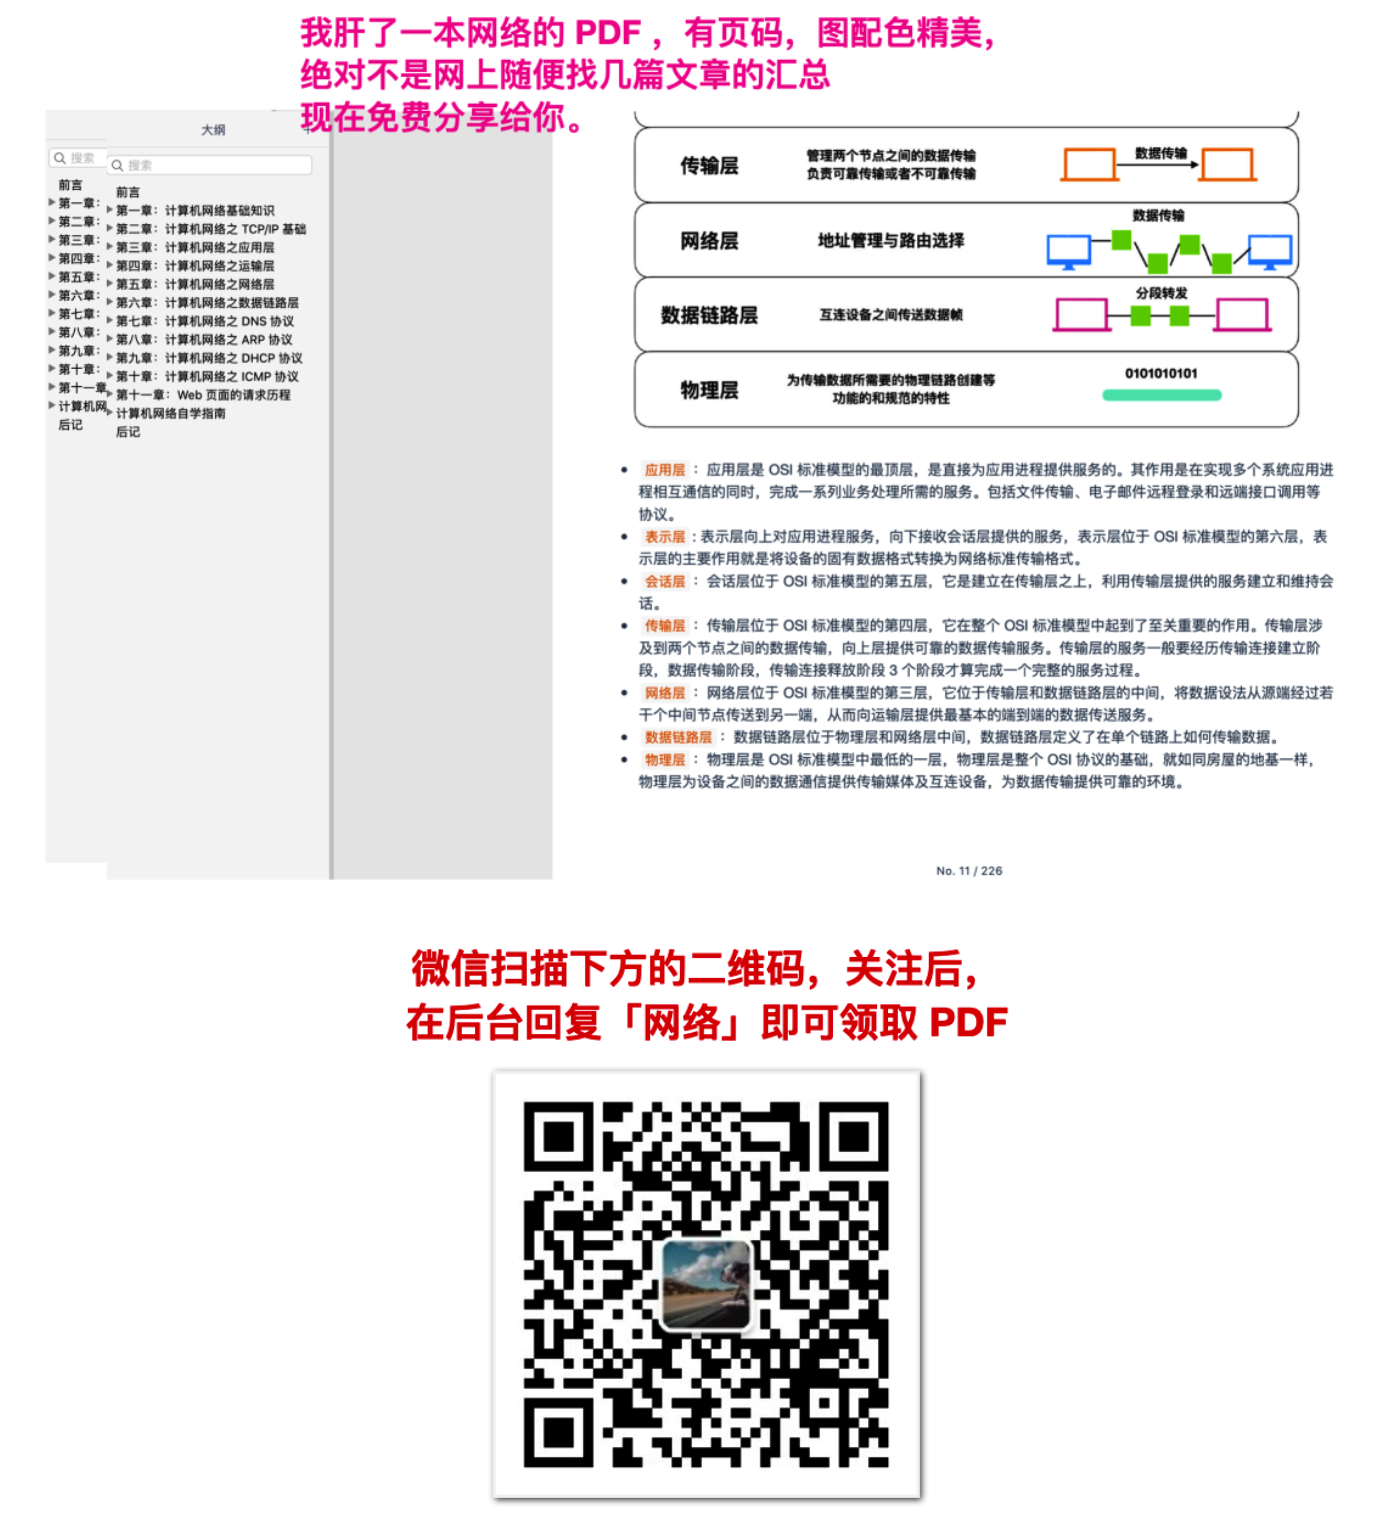 我肝了一本网络的 PDF ，有页码，图配色精美，
绝对不是网上随便找几篇文章的汇总
现在免费分享给你。
大纲
+
搜索
前言
第一章：
第二章：
第三章：
第四章：
第五章：
第六章：
第七章：
第八章：
第九章：
第十章：
第十一章
计算机网
后记
搜索
前言
第一章：计算机网络基础知识
第二章：计算机网络之 TCP/IP 基础
第三章：计算机网络之应用层
第四章：计算机网络之运输层
第五章：计算机网络之网络层
第六章：计算机网络之数据链路层
第七章：计算机网络之 DNS 协议
第八章：计算机网络之 ARP 协议
第九章：计算机网络之 DHCP 协议
第十章：计算机网络之 ICMP 协议
第十一章：Web 页面的请求历程
计算机网络自学指南
后记
传输层
管理两个节点之间的数据传输
负责可靠传输或者不可靠传输
数据传输
网络层
地址管理与路由选择
数据传输
数据链路层
互连设备之间传送数据帧
分段转发
物理层
为传输数据所需要的物理链路创建等
功能的和规范的特性
0101010101
• 应用层 ：应用层是 OSI 标准模型的最顶层，是直接为应用进程提供服务的。其作用是在实现多个系统应用进
程相互通信的同时，完成一系列业务处理所需的服务。包括文件传输、电子邮件远程登录和远端接口调用等
协议。
• 表示层 : 表示层向上对应用进程服务，向下接收会话层提供的服务，表示层位于 OSI 标准模型的第六层，表
示层的主要作用就是将设备的固有数据格式转换为网络标准传输格式。
• 会话层 ：会话层位于 OSI 标准模型的第五层，它是建立在传输层之上，利用传输层提供的服务建立和维持会
话。
• 传输层 ：传输层位于 OSI 标准模型的第四层，它在整个 OSI 标准模型中起到了至关重要的作用。传输层涉
及到两个节点之间的数据传输，向上层提供可靠的数据传输服务。传输层的服务一般要经历传输连接建立阶
段，数据传输阶段，传输连接释放阶段 3 个阶段才算完成一个完整的服务过程。
• 网络层 ：网络层位于 OSI 标准模型的第三层，它位于传输层和数据链路层的中间，将数据设法从源端经过若
干个中间节点传送到另一端，从而向运输层提供最基本的端到端的数据传送服务。
• 数据链路层 ：数据链路层位于物理层和网络层中间，数据链路层定义了在单个链路上如何传输数据。
• 物理层 ：物理层是 OSI 标准模型中最低的一层，物理层是整个 OSI 协议的基础，就如同房屋的地基一样，
物理层为设备之间的数据通信提供传输媒体及互连设备，为数据传输提供可靠的环境。
No. 11 / 226
微信扫描下方的二维码，关注后，
在后台回复「网络」即可领取 PDF